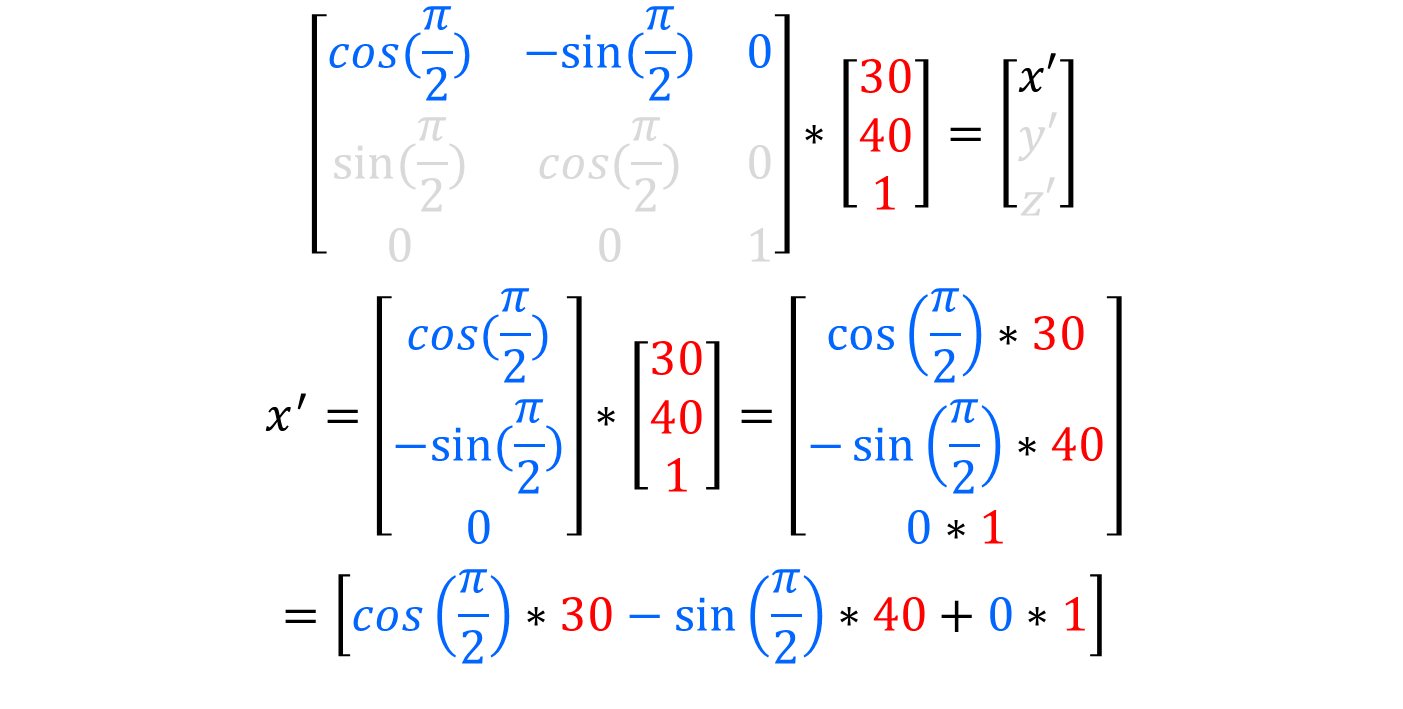 [cos(π/2) −sin(π/2) 0] * [30] = [x′]
[sin(π/2) cos(π/2) 0] [40] [y′]
[0 0 1] [1] [z′]
x′ = [cos(π/2)] * [30] = [cos(π/2) * 30]
[−sin(π/2)] [40] [− sin(π/2) * 40]
[0] [1] [0 * 1]
= [cos(π/2) * 30 − sin(π/2) * 40 + 0 * 1]